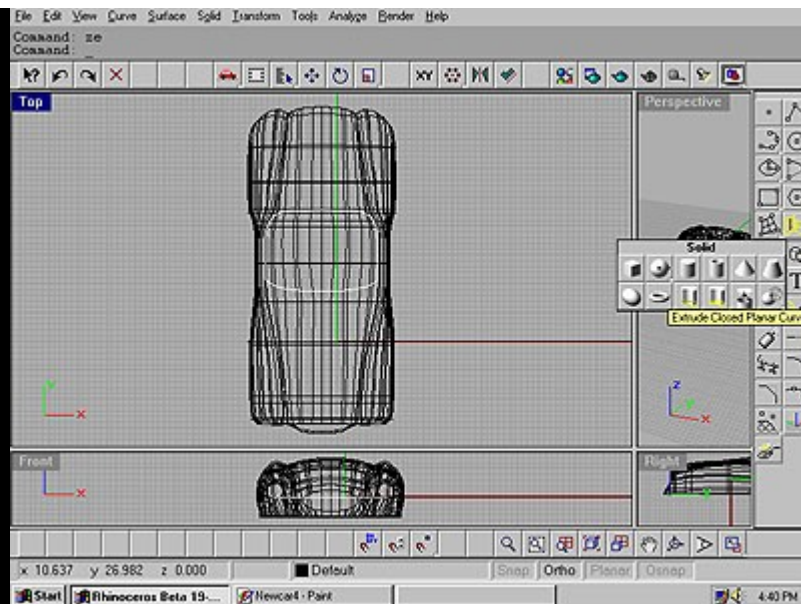 File Edit View Curve Surface Solid Transform Tools Analyze Render Help
Command: ze
Command: _
XY
Top
Perspective
Solid
T
Extrude Closed Planar Curv
y
x
z
y
x
Front
x
Right
y
x 10.637 y 26.982 z 0.000 Default Snap Ortho Planar Osnap
Start Rhinoceros Beta 19-... Newcar4 - Paint 4:40 PM